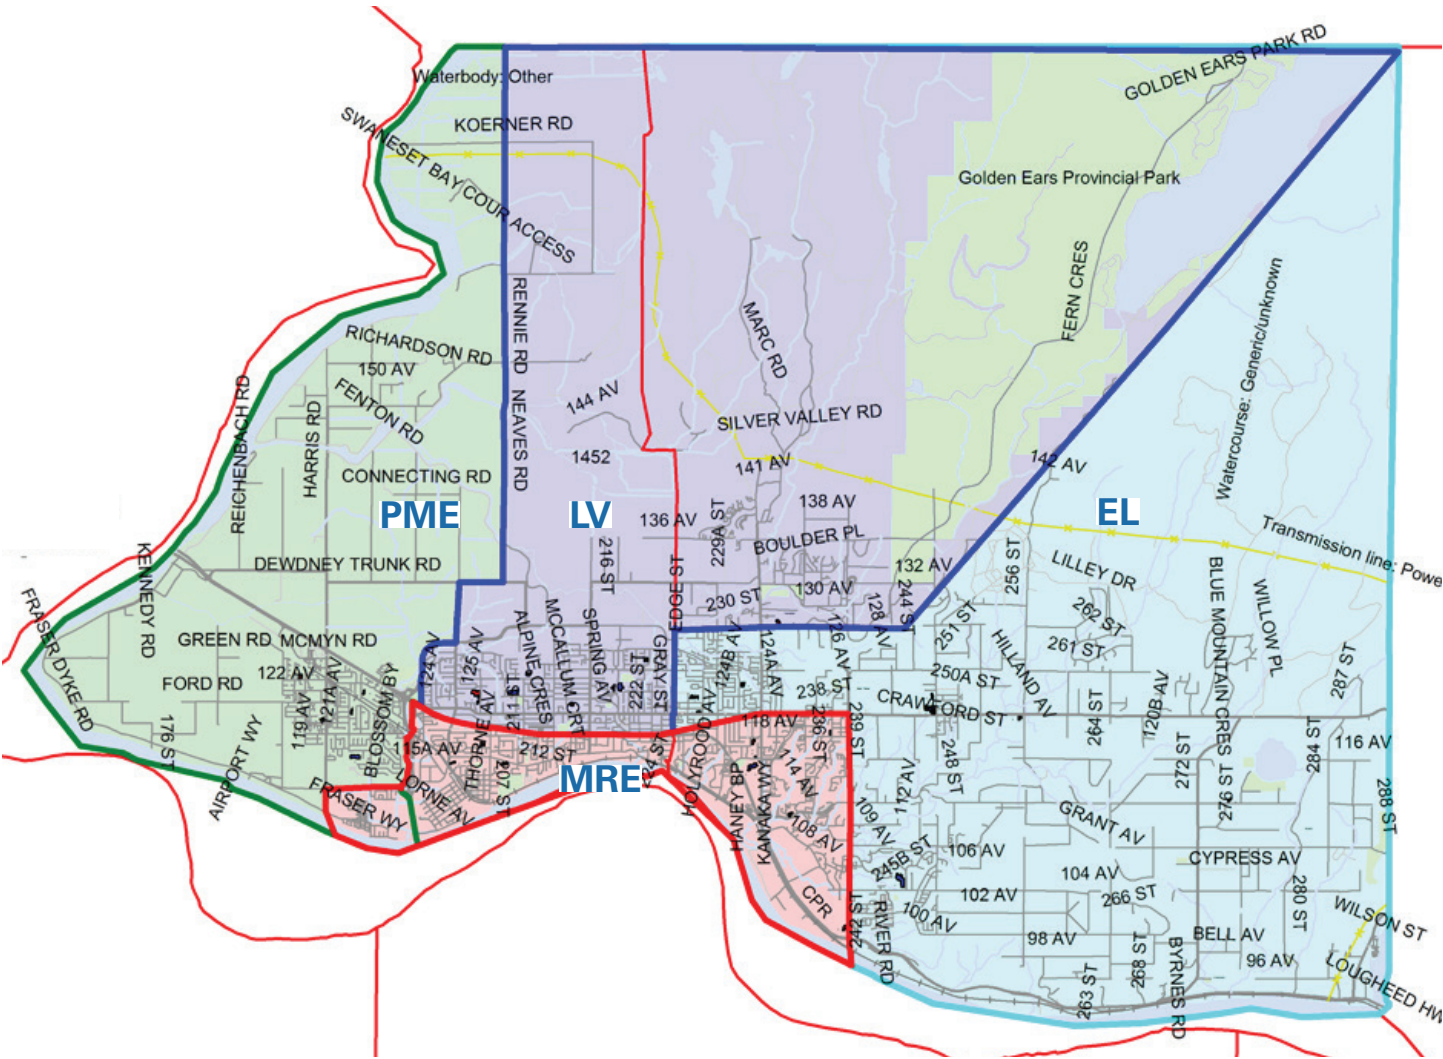 GOLDEN EARS PARK RD
Waterbody: Other
KOERNER RD
SWANESET BAY COUR ACCESS
Golden Ears Provincial Park
RENNIE RD
NEAVES RD
MARC RD
FERN CRES
Watercourse: Generic/unknown
RICHARDSON RD
150 AV
FENTON RD
144 AV
REICHENBACH RD
HARRIS RD
SILVER VALLEY RD
CONNECTING RD
1452
141 AV
142 AV
PME
LV
EL
138 AV
136 AV
229A ST
BOULDER PL
Transmission line: Powe
KENNEDY RD
DEWDNEY TRUNK RD
216 ST
EDGE ST
132 AV
256 ST
LILLEY DR
BLUE MOUNTAIN CRES
WILLOW PL
FRASER DYKE RD
230 ST
130 AV
128 AV
244 ST
262 ST
251 ST
GREEN RD
MCMYN RD
124 AV
125 AV
ALPINE CRES
MCCALLUM CRT
SPRING AV
222 ST
GRAY ST
124B AV
124A AV
126 AV
HILLAND AV
261 ST
287 ST
122 AV
FORD RD
121A AV
119 AV
BLOSSOM BY
211 ST
238 ST
250A ST
CRAWFORD ST
264 ST
120B AV
176 ST
AIRPORT WY
115A AV
THORNE AV
212 ST
224 ST
HOLYROOD AV
118 AV
236 ST
239 ST
248 ST
272 ST
276 ST
284 ST
116 AV
MRE
FRASER WY
LORNE AV
207 ST
HANEY BP
KANAKA WY
114 AV
108 AV
112 AV
109 AV
288 ST
GRANT AV
245B ST
106 AV
CYPRESS AV
104 AV
CPR
242 ST
RIVER RD
100 AV
102 AV
266 ST
280 ST
WILSON ST
98 AV
BELL AV
96 AV
263 ST
268 ST
BYRNES RD
LOUGHEED HW